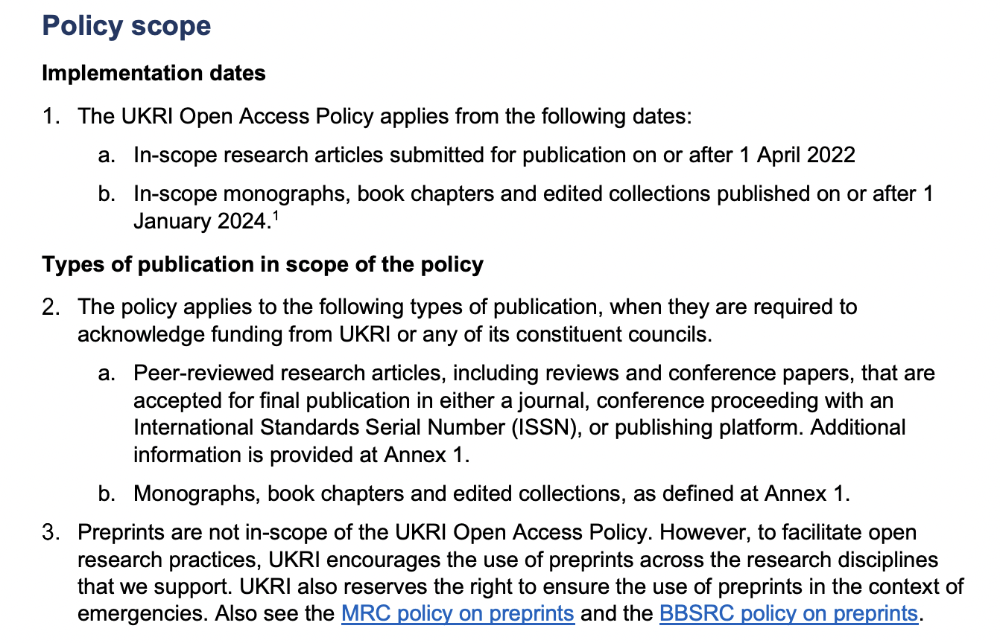 Policy scope
Implementation dates
1. The UKRI Open Access Policy applies from the following dates:
a. In-scope research articles submitted for publication on or after 1 April 2022
b. In-scope monographs, book chapters and edited collections published on or after 1
January 2024.1
Types of publication in scope of the policy
2. The policy applies to the following types of publication, when they are required to
acknowledge funding from UKRI or any of its constituent councils.
a. Peer-reviewed research articles, including reviews and conference papers, that are
accepted for final publication in either a journal, conference proceeding with an
International Standards Serial Number (ISSN), or publishing platform. Additional
information is provided at Annex 1.
b. Monographs, book chapters and edited collections, as defined at Annex 1.
3. Preprints are not in-scope of the UKRI Open Access Policy. However, to facilitate open
research practices, UKRI encourages the use of preprints across the research disciplines
that we support. UKRI also reserves the right to ensure the use of preprints in the context of
emergencies. Also see the MRC policy on preprints and the BBSRC policy on preprints.